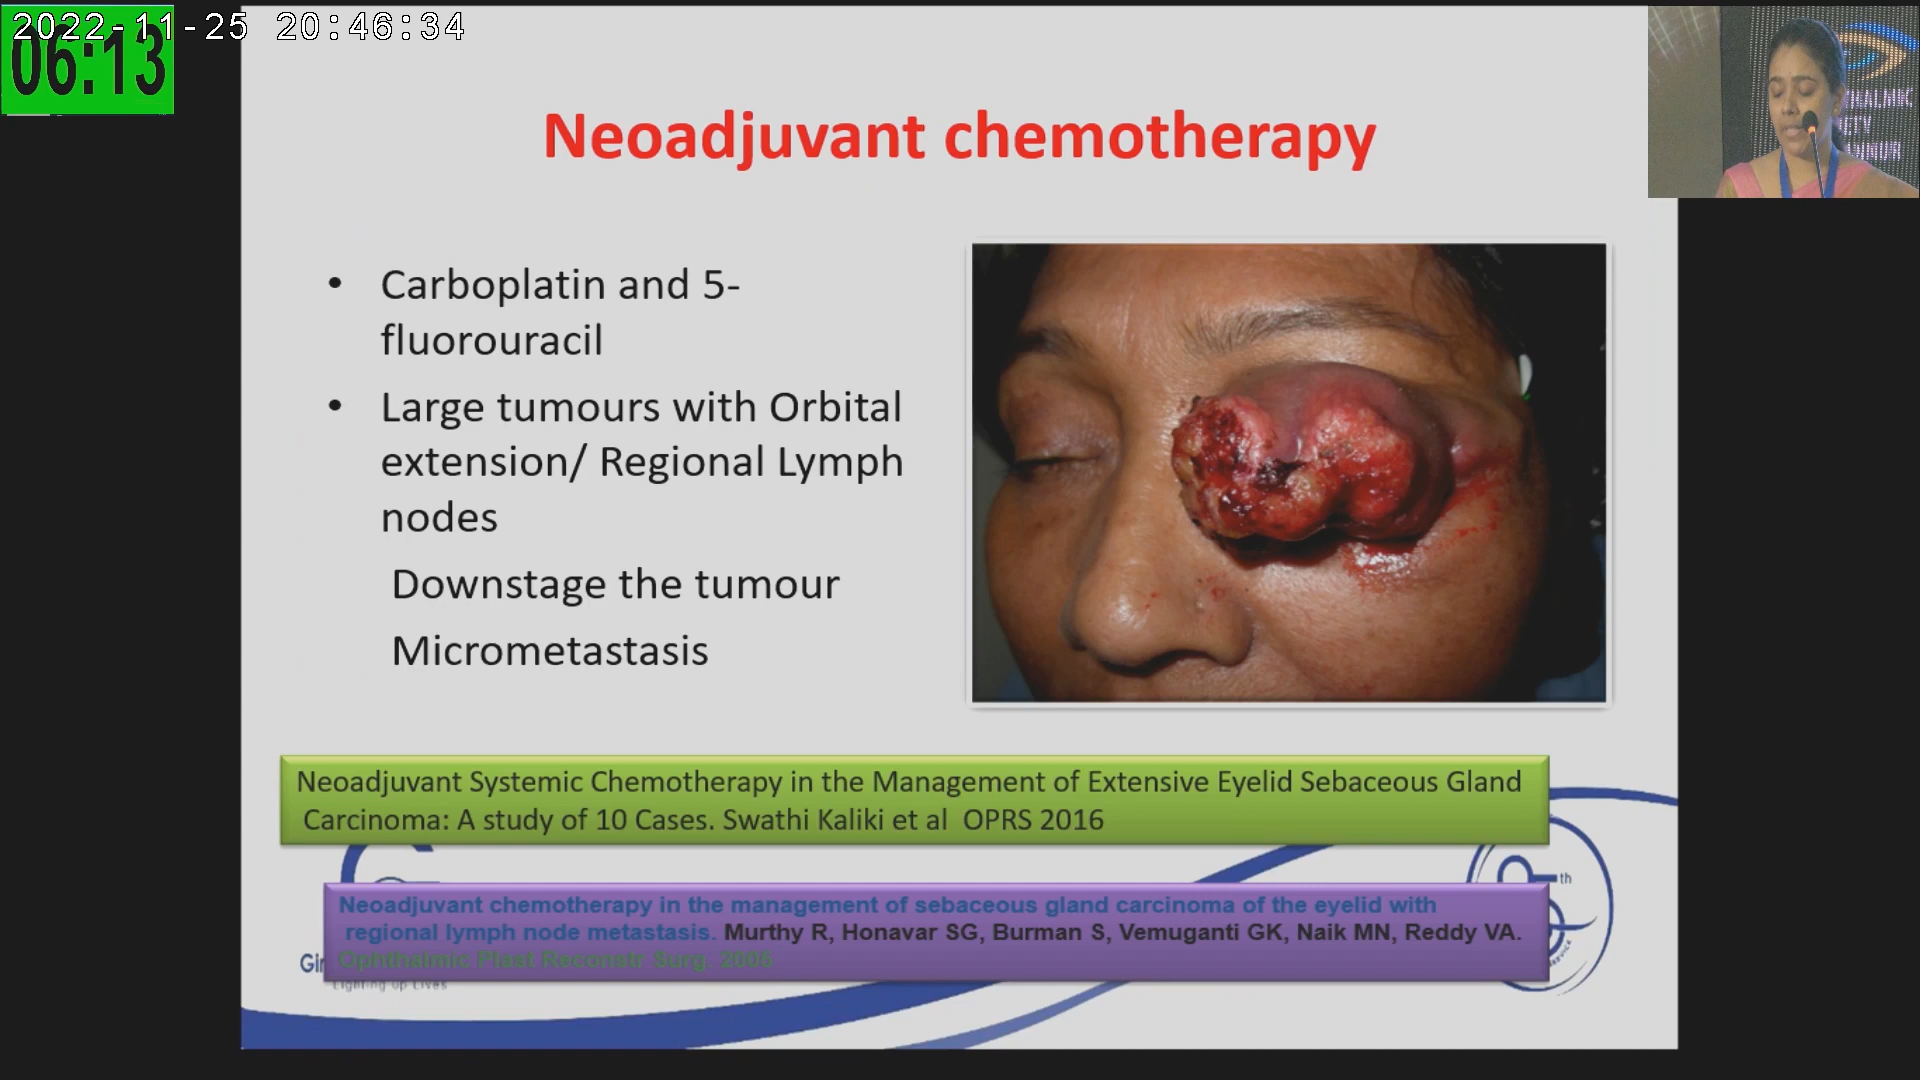 2022-11-25 20:46:34
06:13
Neoadjuvant chemotherapy
• Carboplatin and 5-
fluorouracil
• Large tumours with Orbital
extension/ Regional Lymph
nodes
Downstage the tumour
Micrometastasis
Neoadjuvant Systemic Chemotherapy in the Management of Extensive Eyelid Sebaceous Gland
Carcinoma: A study of 10 Cases. Swathi Kaliki et al OPRS 2016
th
Neoadjuvant chemotherapy in the management of sebaceous gland carcinoma of the eyelid with
regional lymph node metastasis. Murthy R, Honavar SG, Burman S, Vemuganti GK, Naik MN, Reddy VA.
Ophthalmic Plast Reconstr Surg. 2005
Lighting up Lives